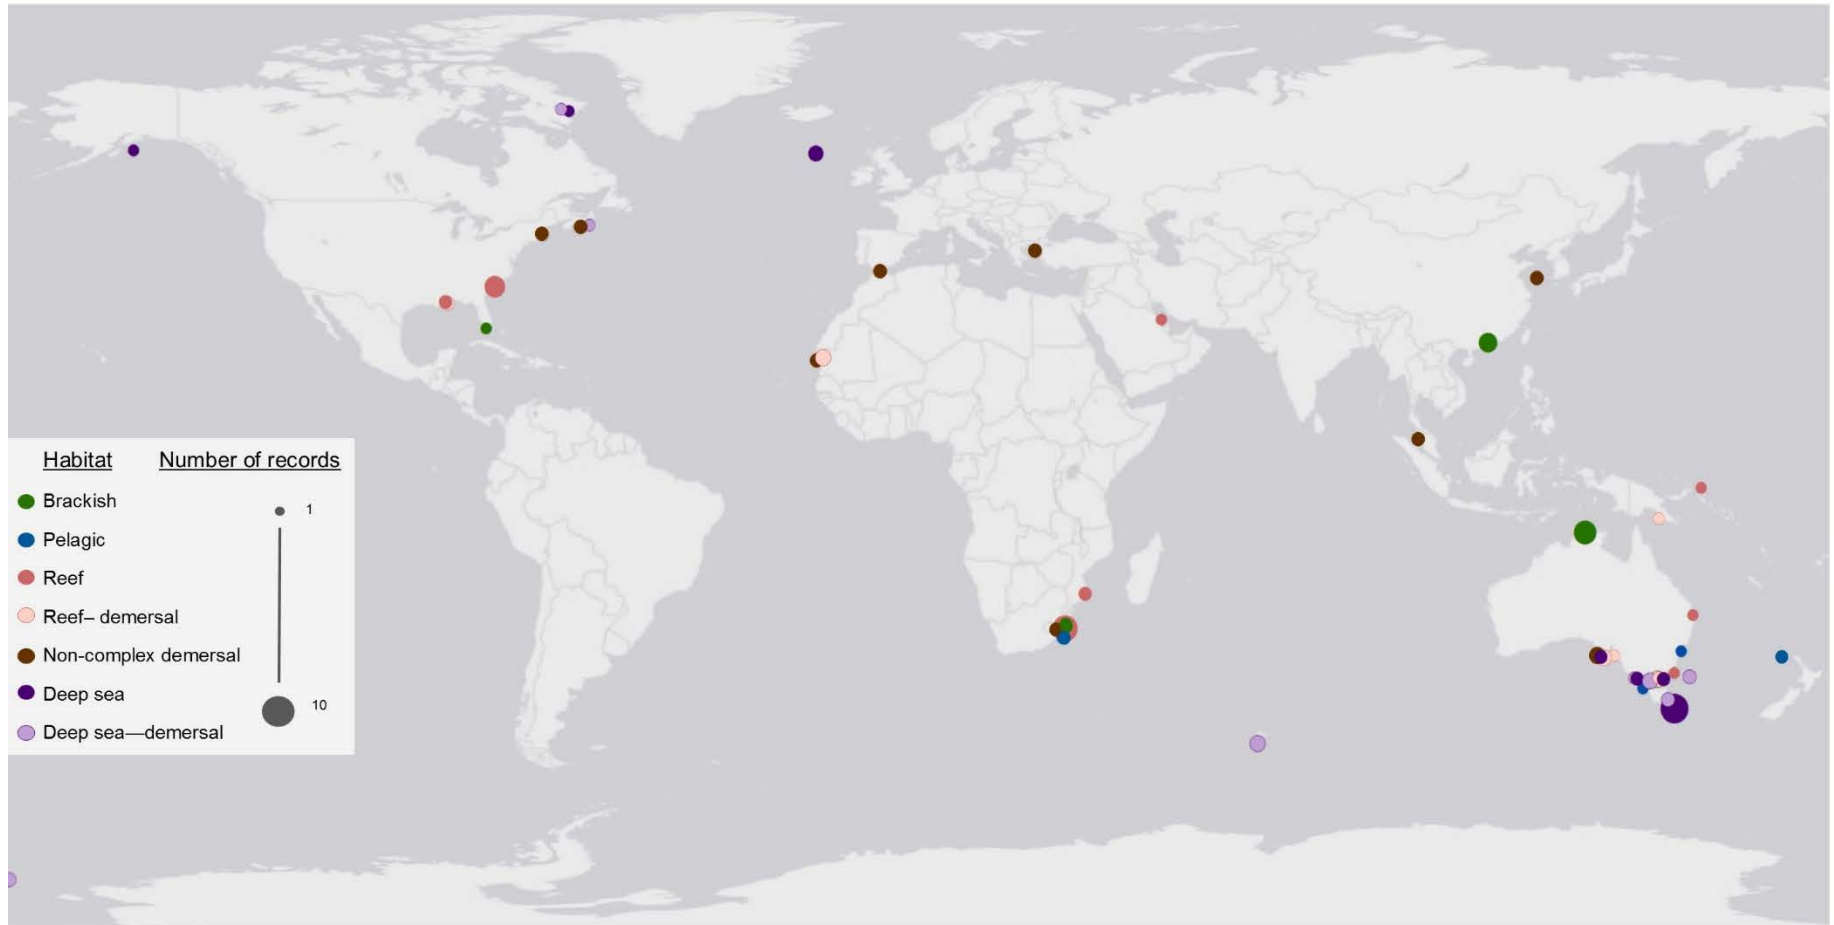 Habitat Number of records
Brackish
1
Pelagic
Reef
Reef– demersal
Non-complex demersal
Deep sea
10
Deep sea—demersal